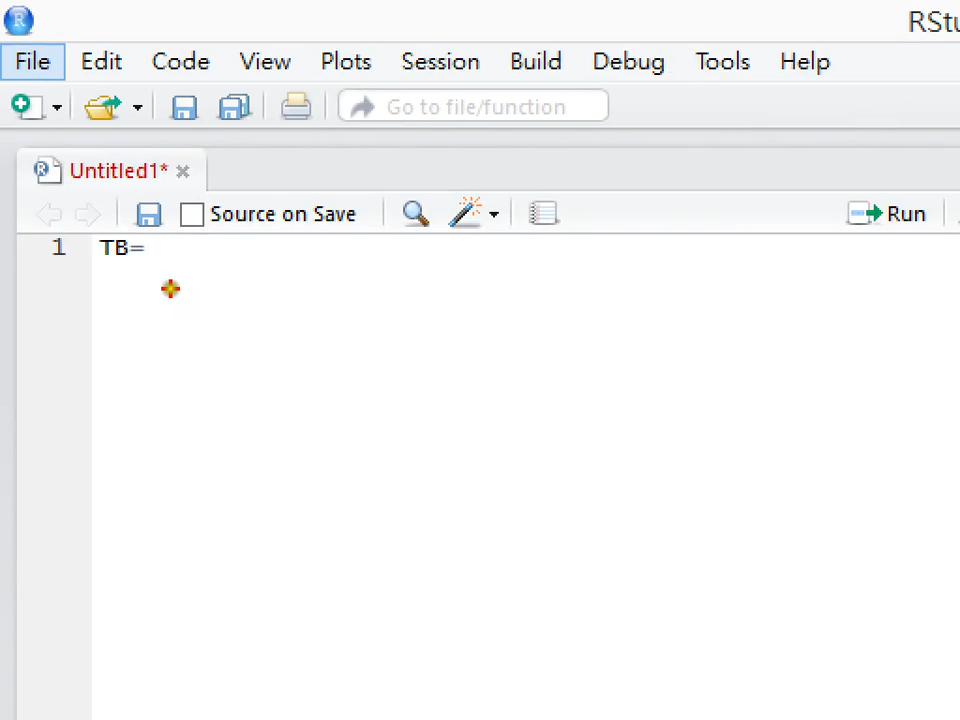 RStu
File Edit Code View Plots Session Build Debug Tools Help
Go to file/function
Untitled1*
Source on Save Run
1 TB=